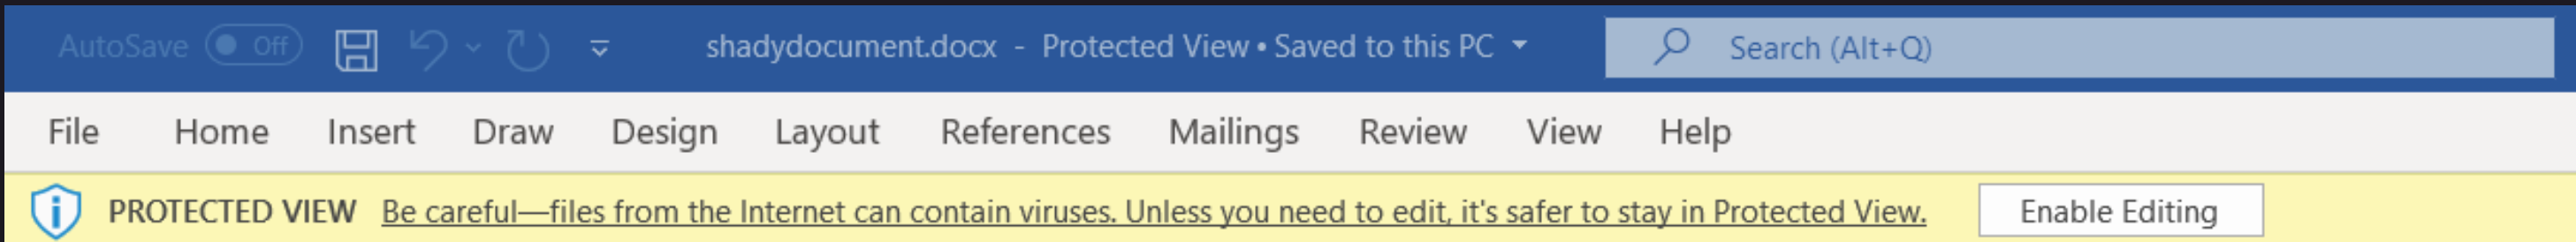 AutoSave Off shadydocument.docx - Protected View • Saved to this PC Search (Alt+Q)
File Home Insert Draw Design Layout References Mailings Review View Help
PROTECTED VIEW Be careful—files from the Internet can contain viruses. Unless you need to edit, it's safer to stay in Protected View. Enable Editing